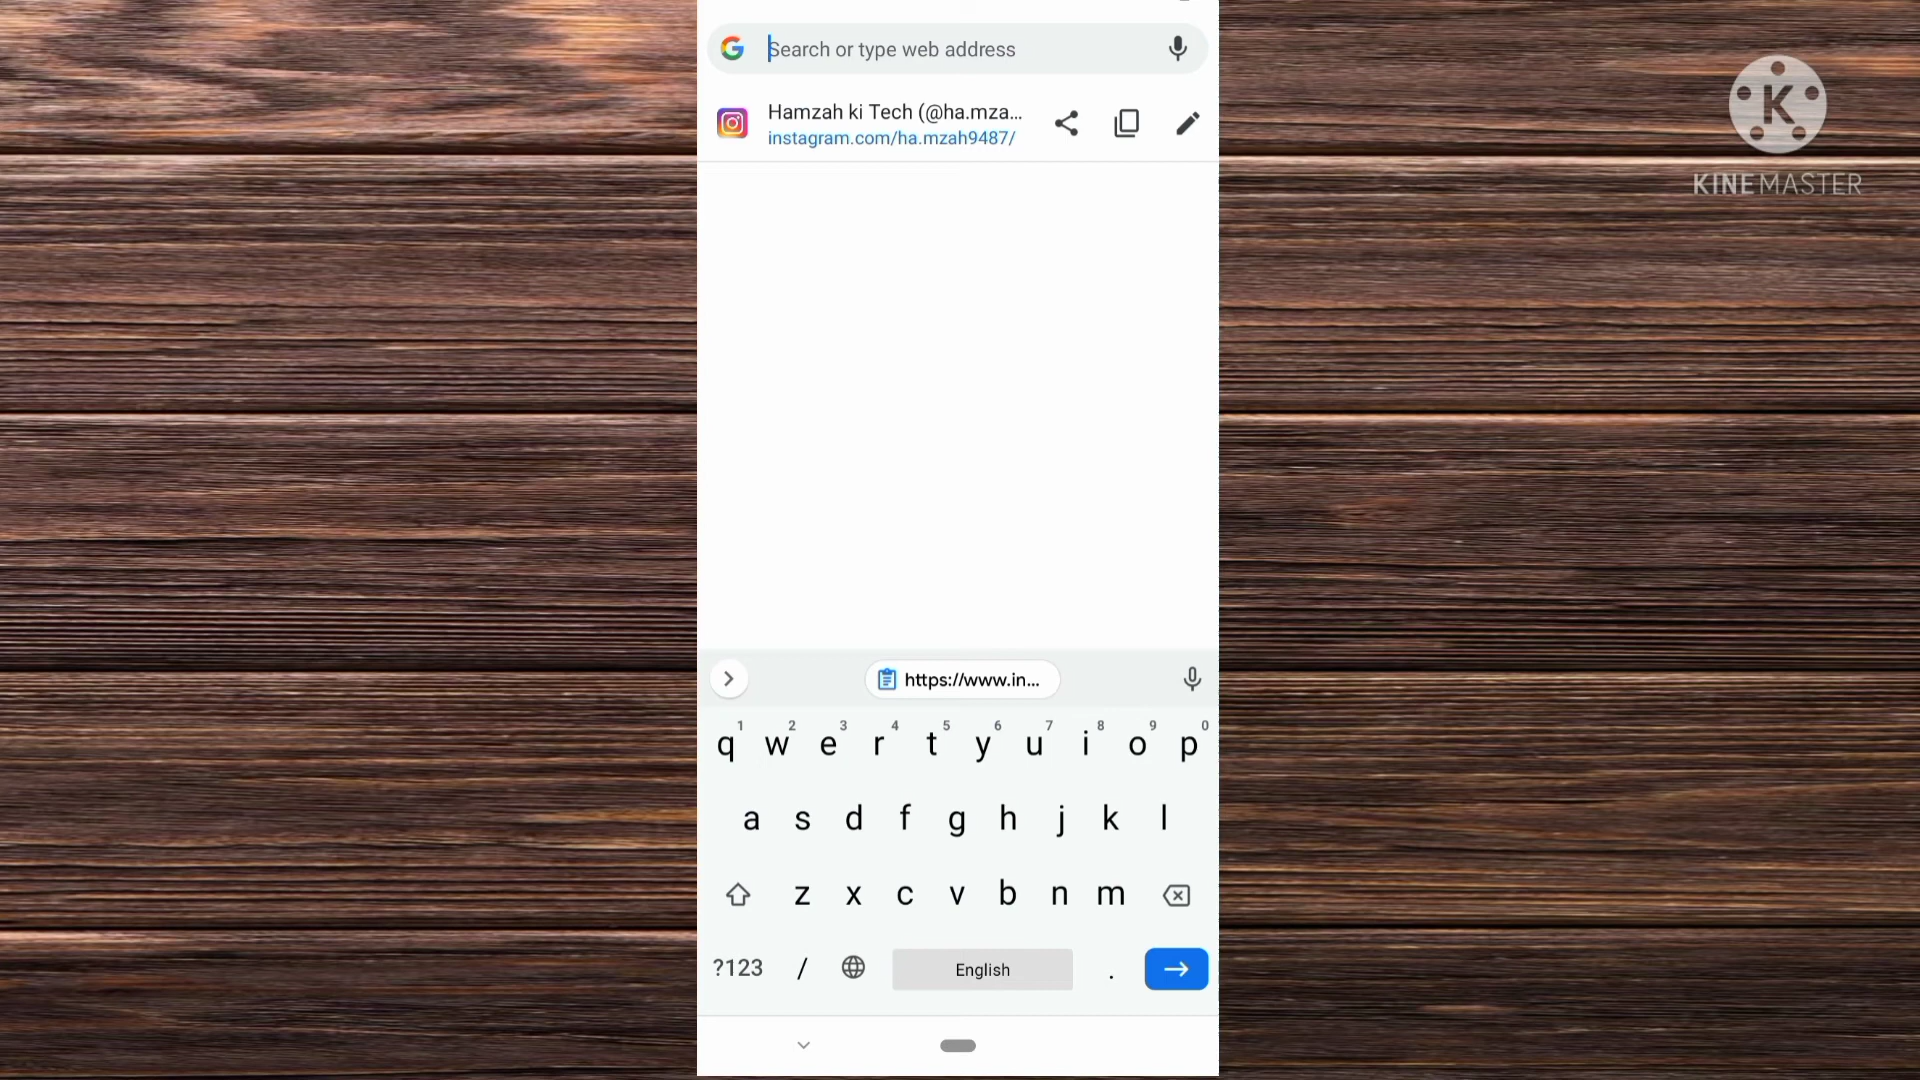 Search or type web address
Hamzah ki Tech (@ha.mza...
instagram.com/ha.mzah9487/
K
KINEMASTER
https://www.in...
1 2 3 4 5 6 7 8 9 0
q w e r t y u i o p
a s d f g h j k l
z x c v b n m
?123 / English .